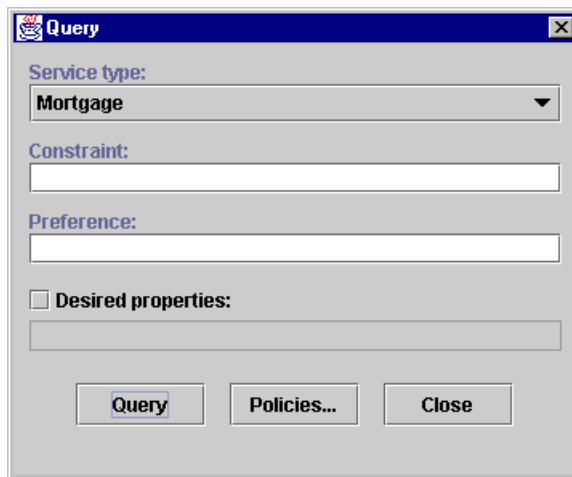 Query
Service type:
Mortgage
Constraint:
Preference:
Desired properties:
Query Policies... Close